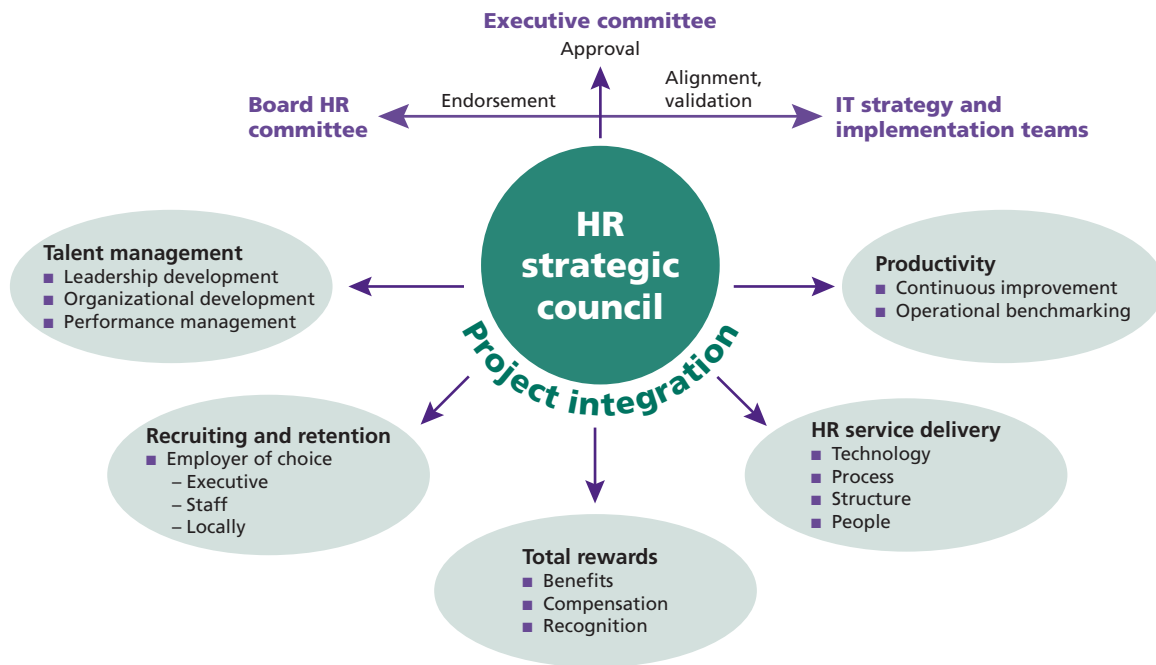 Executive committee
Approval
Board HR
committee
Endorsement
Alignment,
validation
IT strategy and
implementation teams
HR
strategic
council
Project integration
Talent management
■ Leadership development
■ Organizational development
■ Performance management
Productivity
■ Continuous improvement
■ Operational benchmarking
Recruiting and retention
■ Employer of choice
– Executive
– Staff
– Locally
HR service delivery
■ Technology
■ Process
■ Structure
■ People
Total rewards
■ Benefits
■ Compensation
■ Recognition